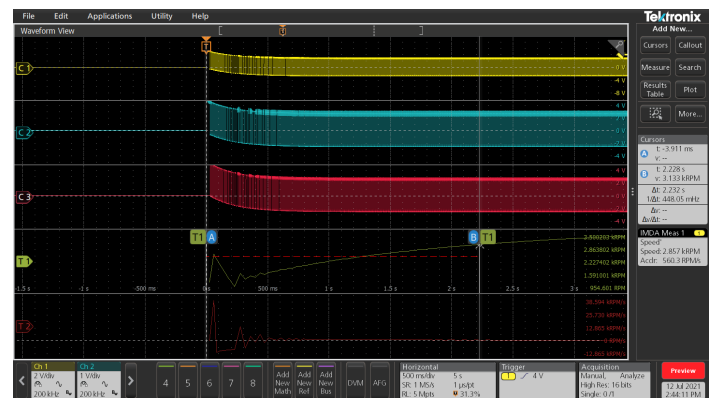 File Edit Applications Utility Help
Tektronix
Waveform View
Add New...
Cursors Callout
Measure Search
Results Table Plot
More...
T
T
C 1
0 V
-4 V
-8 V
4 V
C 2
0 V
-4 V
4 V
C 3
-4 V
T1 A
B T1
2.863802 kRPM
2.227402 kRPM
T 1
1.591001 kRPM
954.601 RPM
-1.5 s -1 s -500 ms 0 s 500 ms 1 s 1.5 s 2 s 2.5 s 3 s
38.594 kRPM/s
25.730 kRPM/s
12.865 kRPM/s
T 2
0 RPM/s
-12.865 kRPM/s
Cursors
A t: -3.911 ms
v: --
B t: 2.228 s
v: 3.133 kRPM
Δt: 2.232 s
1/Δt: 448.05 mHz
Δv: --
Δv/Δt: --
IMDA Meas 1 1
Speed'
Speed: 2.857 kRPM
Acclr: 560.3 RPM/s
Ch 1
2 V/div
200 kHz
Ch 2
1 V/div
200 kHz
4 5 6 7 8
Add New Math
Add New Ref
Add New Bus
DVM AFG
Horizontal
500 ms/div 5 s
SR: 1 MS/s 1 µs/pt
RL: 5 Mpts 31.3%
Trigger
1 4 V
Acquisition
Manual, Analyze
High Res: 16 bits
Single: 0 /1
Preview
12 Jul 2021
2:44:11 PM